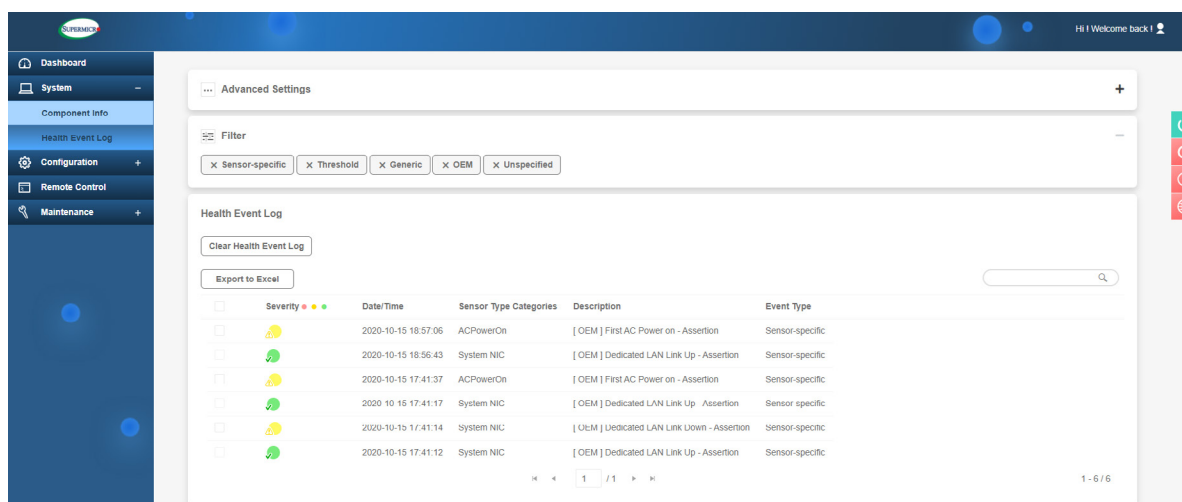 SUPERMICR
Hi ! Welcome back !
Dashboard
System −
Component Info
Health Event Log
Configuration +
Remote Control
Maintenance +
... Advanced Settings +
Filter −
× Sensor-specific × Threshold × Generic × OEM × Unspecified
Health Event Log
Clear Health Event Log
Export to Excel
Severity Date/Time Sensor Type Categories Description Event Type
2020-10-15 18:57:06 ACPowerOn [ OEM ] First AC Power on - Assertion Sensor-specific
2020-10-15 18:56:43 System NIC [ OEM ] Dedicated LAN Link Up - Assertion Sensor-specific
2020-10-15 17:41:37 ACPowerOn [ OEM ] First AC Power on - Assertion Sensor-specific
2020-10-15 17:41:17 System NIC [ OEM ] Dedicated LAN Link Up - Assertion Sensor-specific
2020-10-15 17:41:14 System NIC [ OEM ] Dedicated LAN Link Down - Assertion Sensor-specific
2020-10-15 17:41:12 System NIC [ OEM ] Dedicated LAN Link Up - Assertion Sensor-specific
1 / 1 1 - 6 / 6